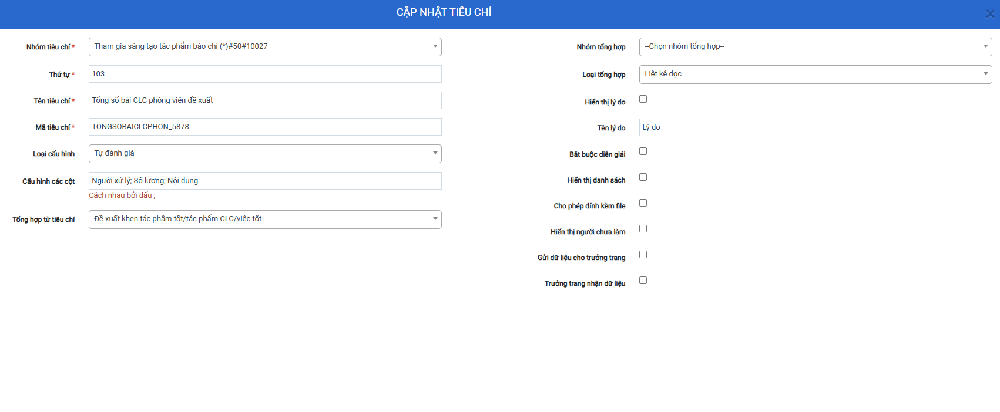 CẬP NHẬT TIÊU CHÍ
Nhóm tiêu chí *
Tham gia sáng tạo tác phẩm báo chí (*)#50#10027
Thứ tự *
103
Tên tiêu chí *
Tổng số bài CLC phóng viên đề xuất
Mã tiêu chí *
TONGSOBAICLCPHON_5878
Loại cấu hình
Tự đánh giá
Cấu hình các cột
Người xử lý; Số lượng; Nội dung
Cách nhau bởi dấu ;
Tổng hợp từ tiêu chí
Đề xuất khen tác phẩm tốt/tác phẩm CLC/việc tốt
Nhóm tổng hợp
--Chọn nhóm tổng hợp--
Loại tổng hợp
Liệt kê dọc
Hiển thị lý do
Tên lý do
Lý do
Bắt buộc diễn giải
Hiển thị danh sách
Cho phép đính kèm file
Hiển thị người chưa làm
Gửi dữ liệu cho trưởng trang
Trưởng trang nhận dữ liệu